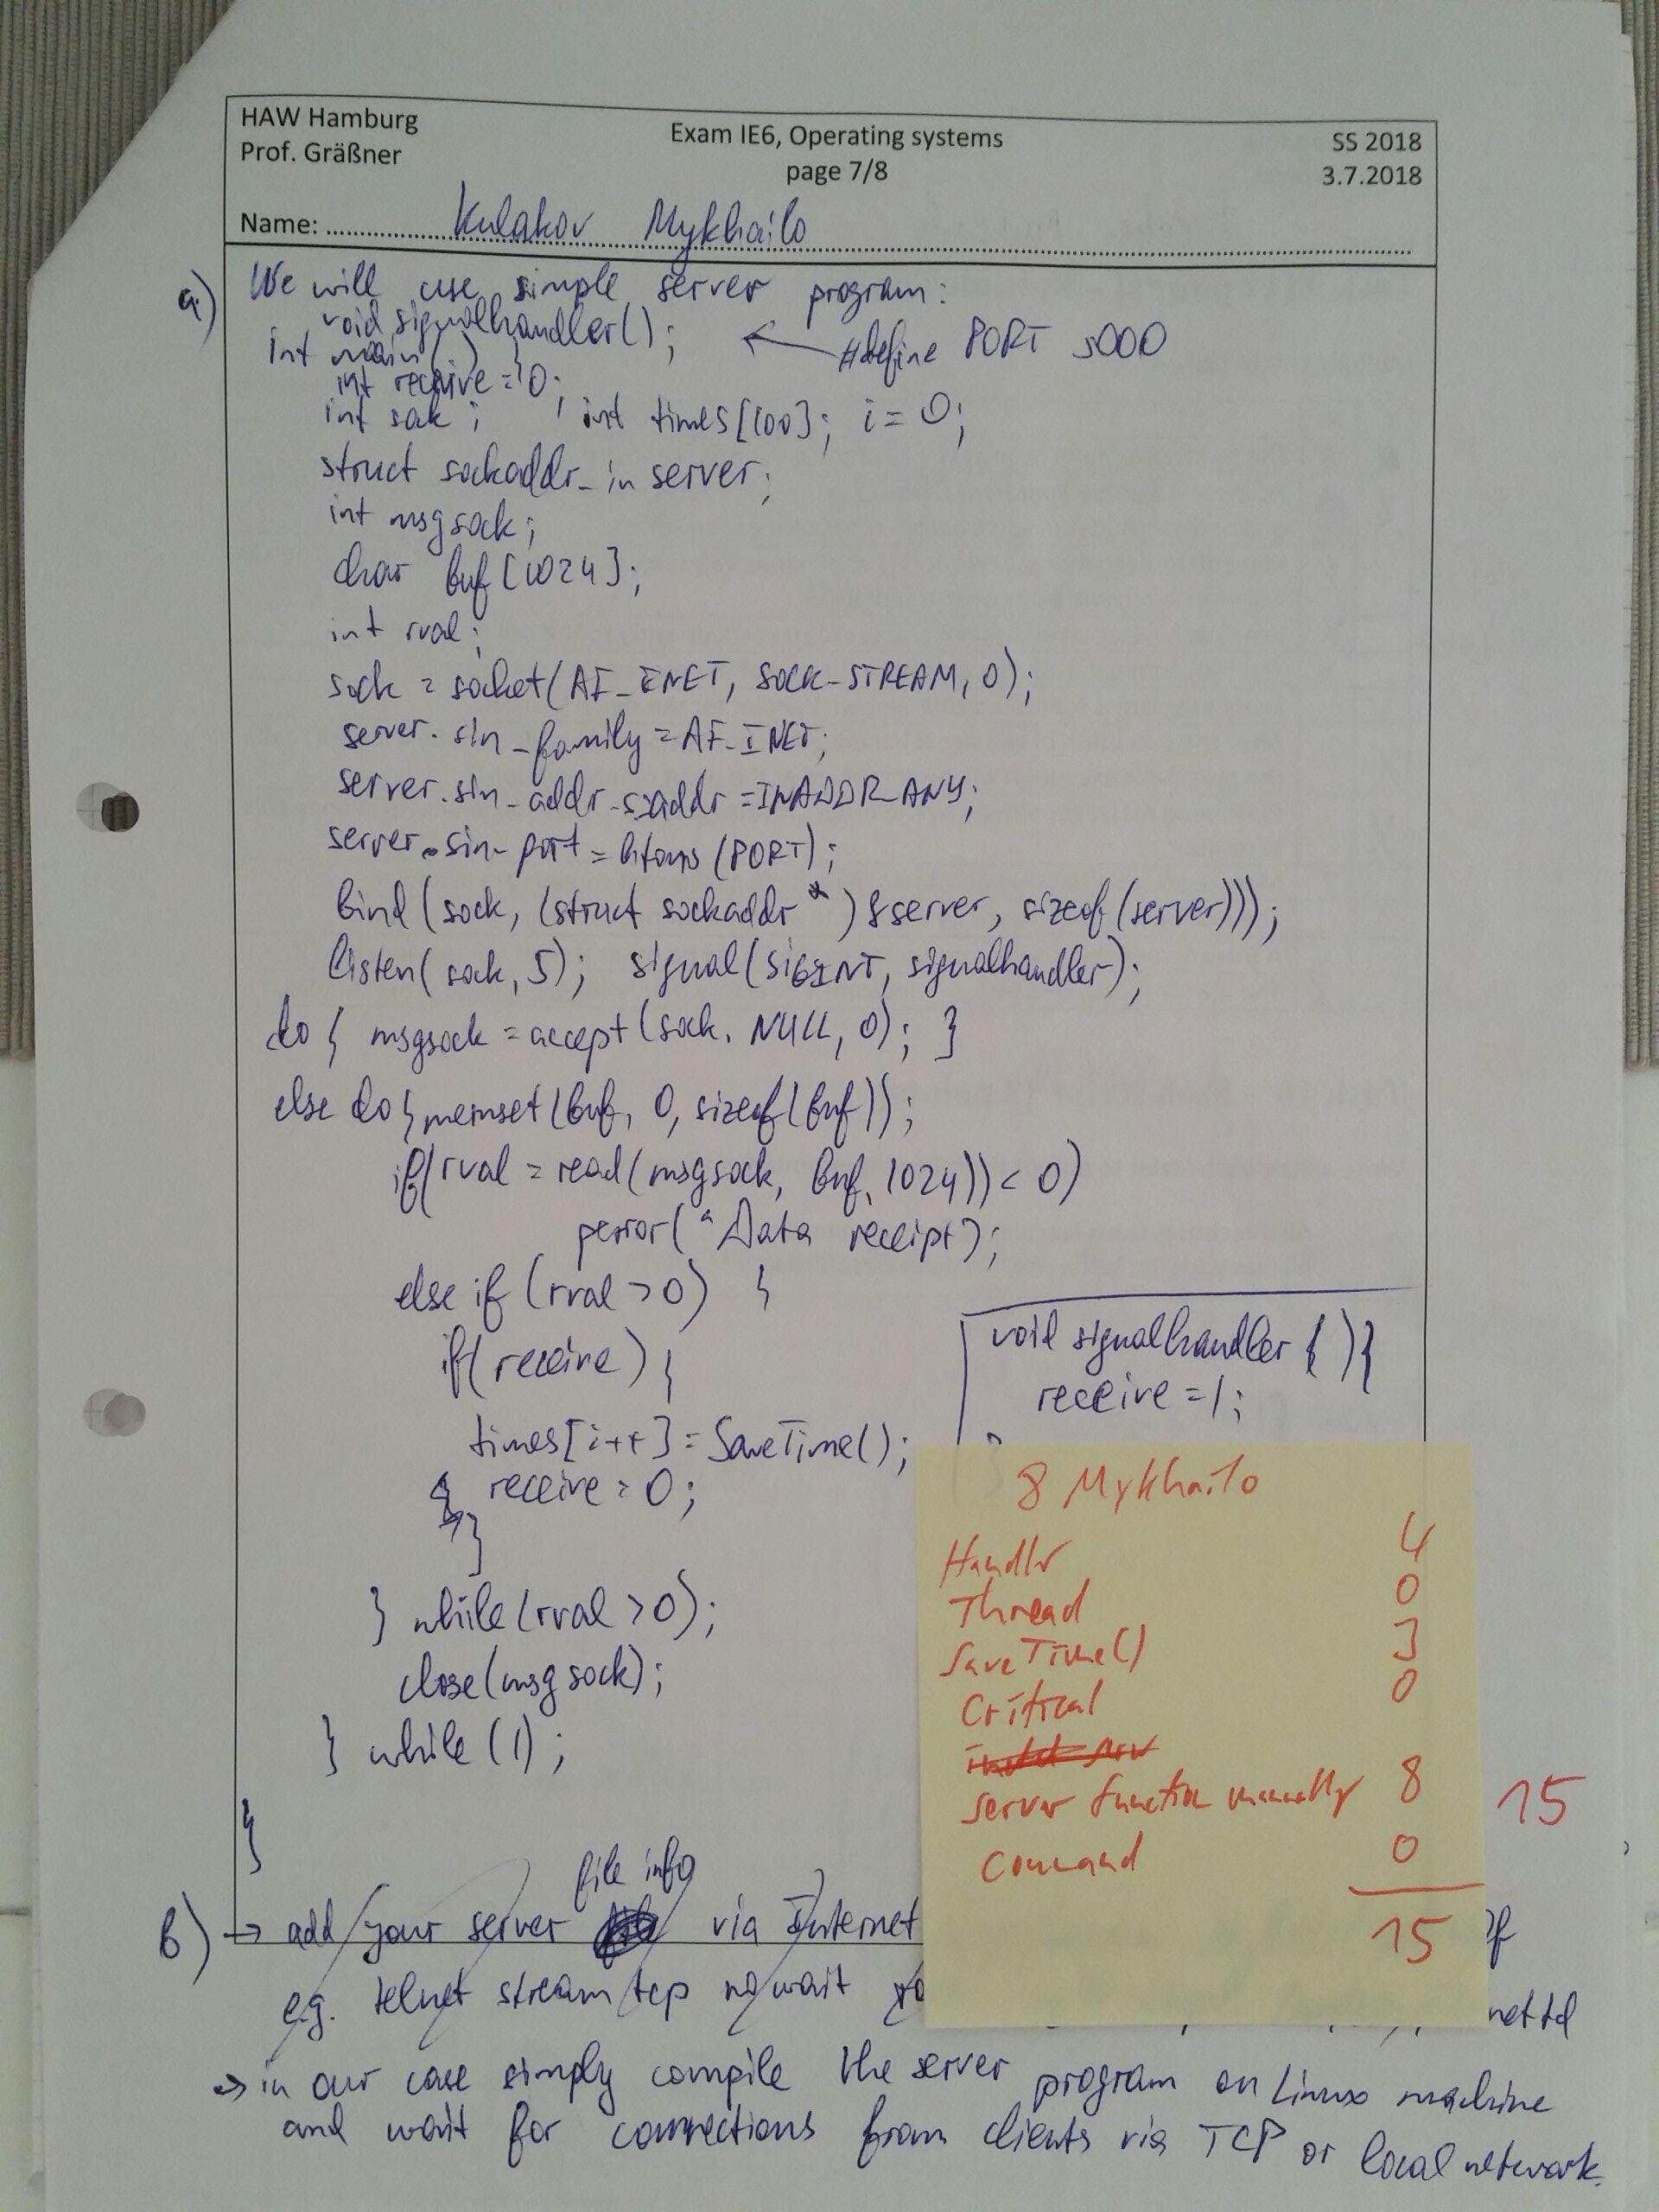 HAW Hamburg
Prof. Gräßner
Exam IE6, Operating systems
page 7/8
SS 2018
3.7.2018
Name: Kulakov Mykhailo
a) We will use simple server program:
void signalhandler(); ← #define PORT 5000
int main() {
int receive = 0;
int sock; int times[100]; i = 0;
struct sockaddr_in server;
int msgsock;
char buf[1024];
int rval;
sock = socket(AF_INET, SOCK_STREAM, 0);
server.sin_family = AF_INET;
server.sin_addr.s_addr = INADDR_ANY;
server.sin_port = htons(PORT);
bind(sock, (struct sockaddr *) &server, sizeof(server)));
listen(sock, 5); signal(SIGINT, signalhandler);
do { msgsock = accept(sock, NULL, 0); }
else do { memset(buf, 0, sizeof(buf));
if(rval = read(msgsock, buf, 1024)) < 0)
perror("Data receipt);
else if (rval > 0) {
if(receive) {
times[i++] = SaveTime();
receive = 0;
}
} while(rval > 0);
close(msgsock);
} while (1);
}
void signalhandler () {
receive = 1;
}
8 Mykhailo
Handler 4
Thread 0
SaveTime() 3
Critical 0
server function manually 8
Command 0
15
15
b) → add your server file info via Internet
e.g. telnet stream tcp nowait
→ in our case simply compile the server program on Linux machine
and wait for connections from clients via TCP or local network.